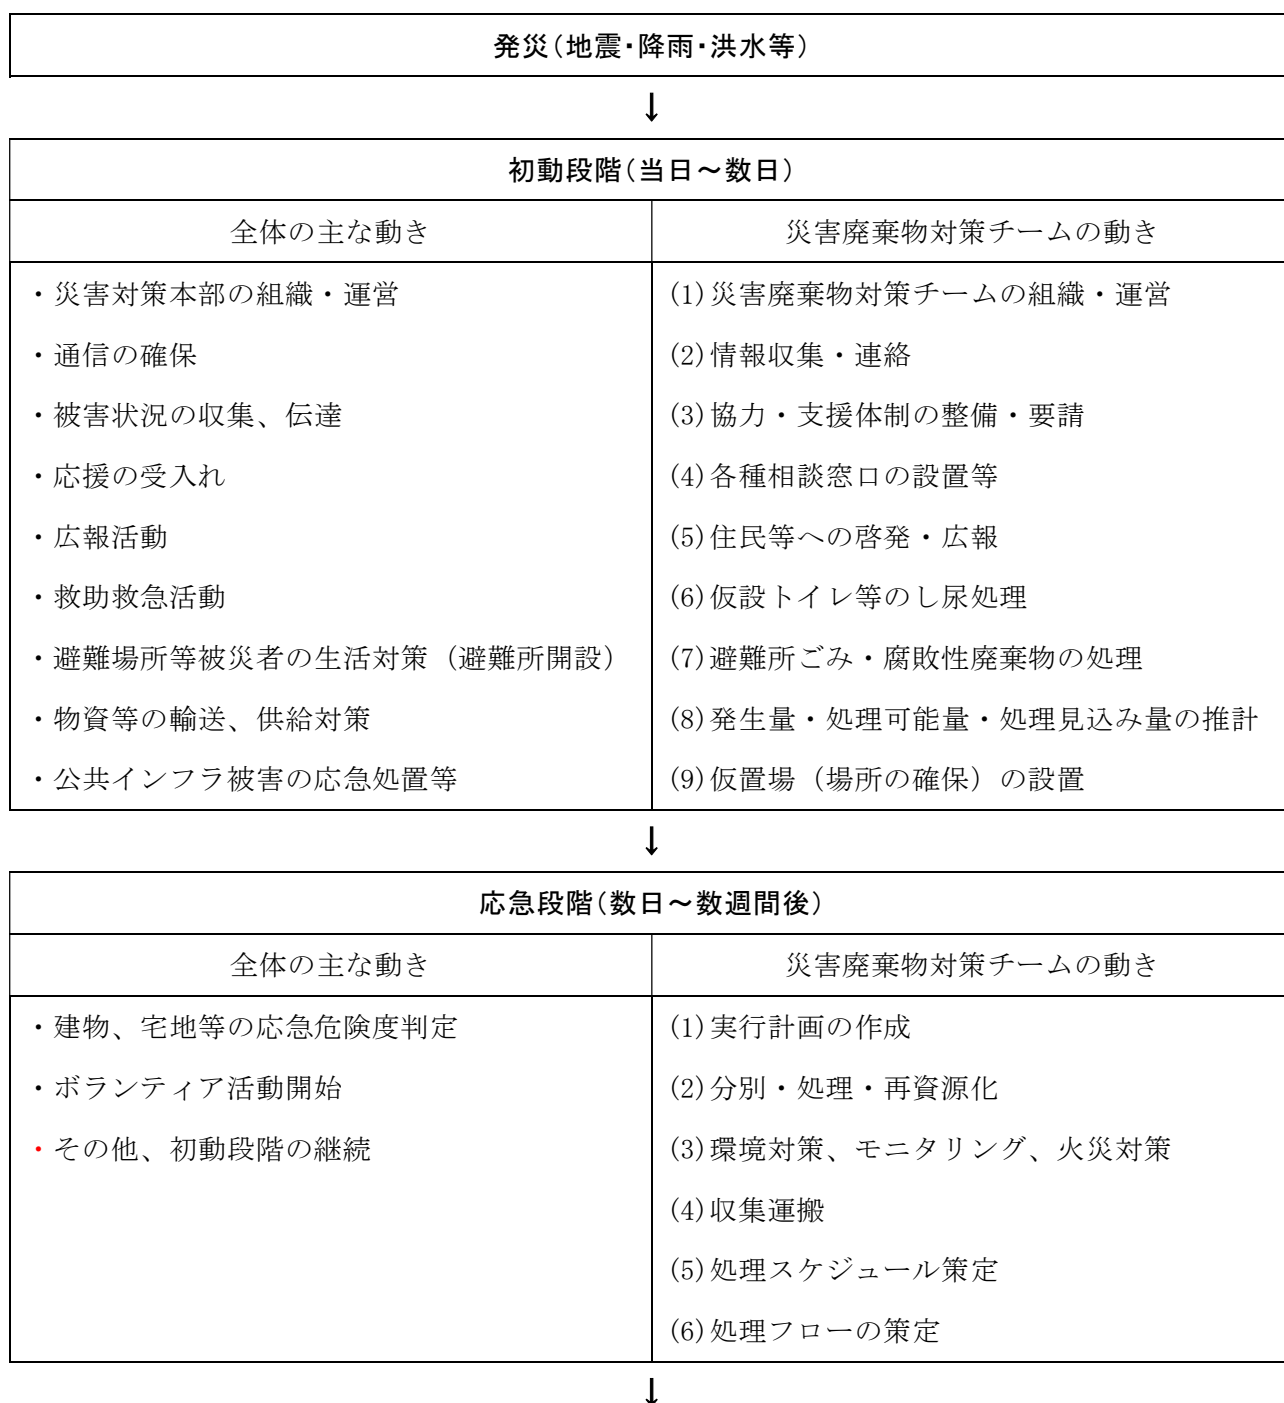 発災(地震・降雨・洪水等)
↓
初動段階(当日～数日)
全体の主な動き
災害廃棄物対策チームの動き
・災害対策本部の組織・運営
・通信の確保
・被害状況の収集、伝達
・応援の受入れ
・広報活動
・救助救急活動
・避難場所等被災者の生活対策（避難所開設）
・物資等の輸送、供給対策
・公共インフラ被害の応急処置等
(1)災害廃棄物対策チームの組織・運営
(2)情報収集・連絡
(3)協力・支援体制の整備・要請
(4)各種相談窓口の設置等
(5)住民等への啓発・広報
(6)仮設トイレ等のし尿処理
(7)避難所ごみ・腐敗性廃棄物の処理
(8)発生量・処理可能量・処理見込み量の推計
(9)仮置場（場所の確保）の設置
↓
応急段階(数日～数週間後)
全体の主な動き
災害廃棄物対策チームの動き
・建物、宅地等の応急危険度判定
・ボランティア活動開始
・その他、初動段階の継続
(1)実行計画の作成
(2)分別・処理・再資源化
(3)環境対策、モニタリング、火災対策
(4)収集運搬
(5)処理スケジュール策定
(6)処理フローの策定
↓